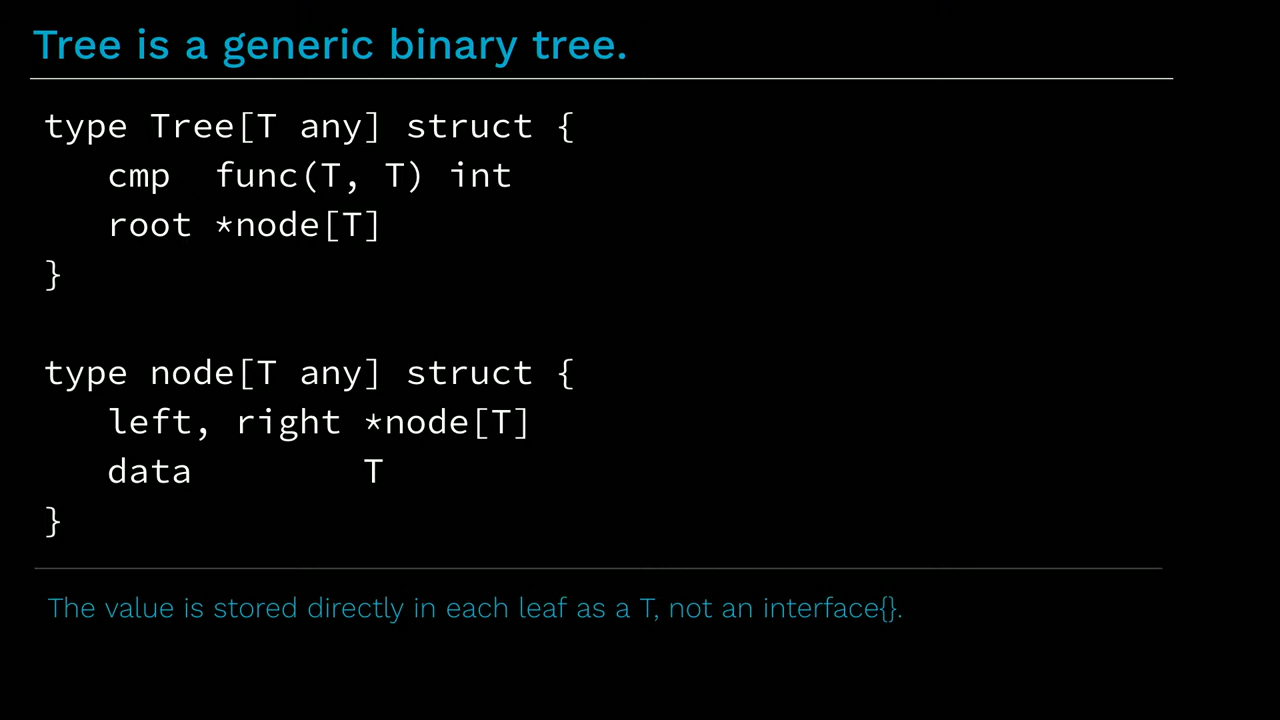 Tree is a generic binary tree.
type Tree[T any] struct {
   cmp  func(T, T) int
   root *node[T]
}
type node[T any] struct {
   left, right *node[T]
   data        T
}
The value is stored directly in each leaf as a T, not an interface{}.